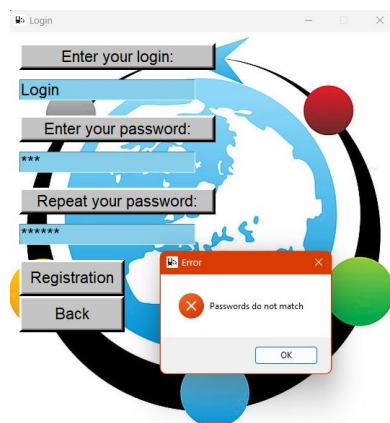 Login
Enter your login:
Login
Enter your password:
***
Repeat your password:
******
Error
Passwords do not match
OK
Registration
Back